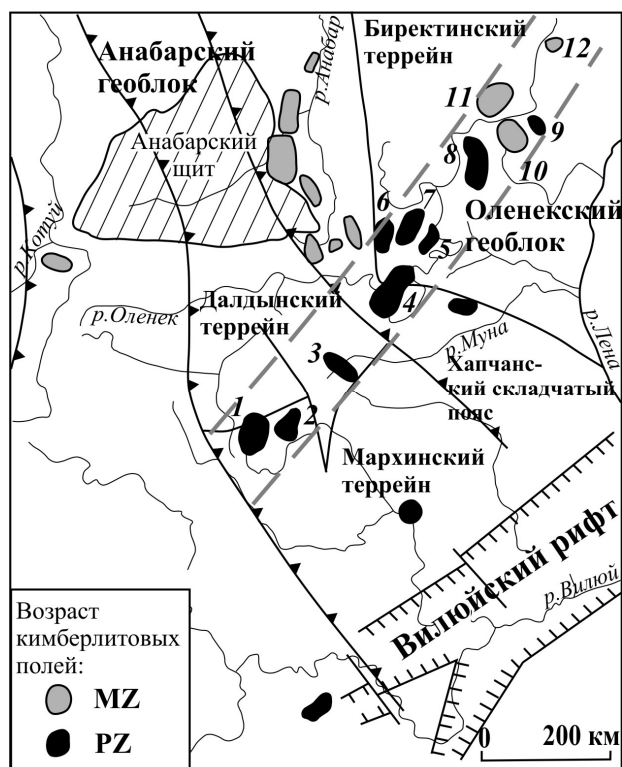 Анабарский
геоблок
Анабарский
щит
р.Анабар
Биректинский
террейн
12
11
9
8
10
7
6
Оленекский
геоблок
5
р.Котуй
Далдынский
террейн
4
р.Оленек
р.Муна
р.Лена
3
Хапчанс-
кий складчатый
пояс
1
2
Мархинский
террейн
Вилюйский рифт
р.Вилюй
Возраст
кимберлитовых
полей:
MZ
PZ
0 200 км